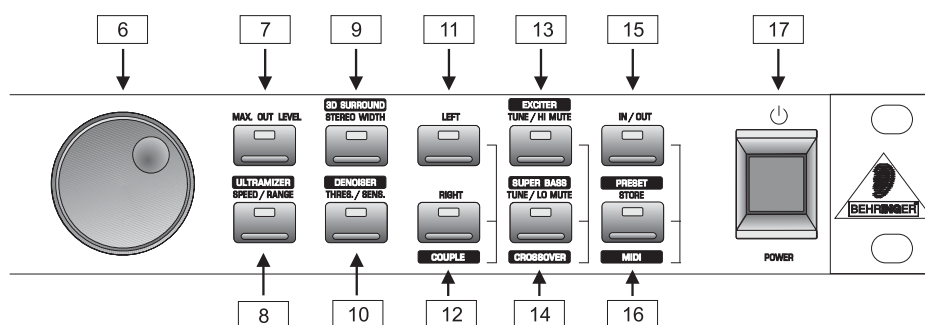 6 7 9 11 13 15 17
3D SURROUND EXCITER
MAX. OUT LEVEL STEREO WIDTH LEFT TUNE / HI MUTE IN / OUT
ULTRAMIZER DENOISER SUPER BASS PRESET
SPEED / RANGE THRES. / SENS. RIGHT TUNE / LO MUTE STORE
BEHRINGER
COUPLE CROSSOVER MIDI POWER
8 10 12 14 16